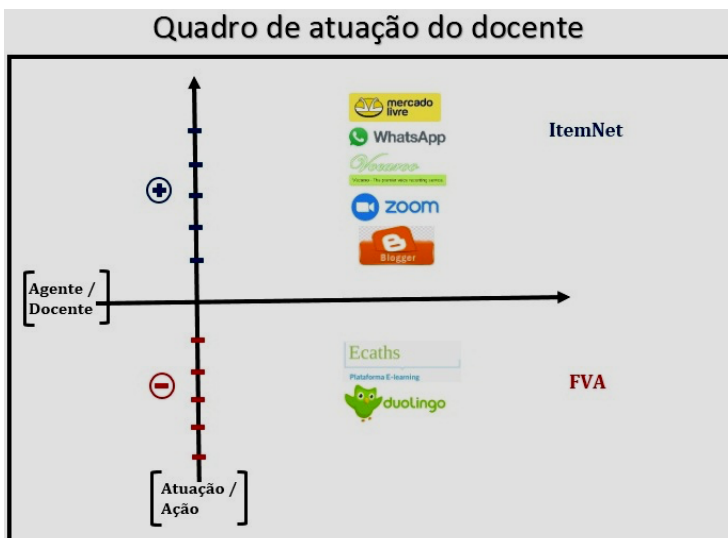 Quadro de atuação do docente
mercado
livre
WhatsApp
Vocaroo
ItemNet
zoom
Blogger
[Agente /
Docente]
Ecaths
Plataforma E-learning
FVA
duolingo
[Atuação /
Ação]